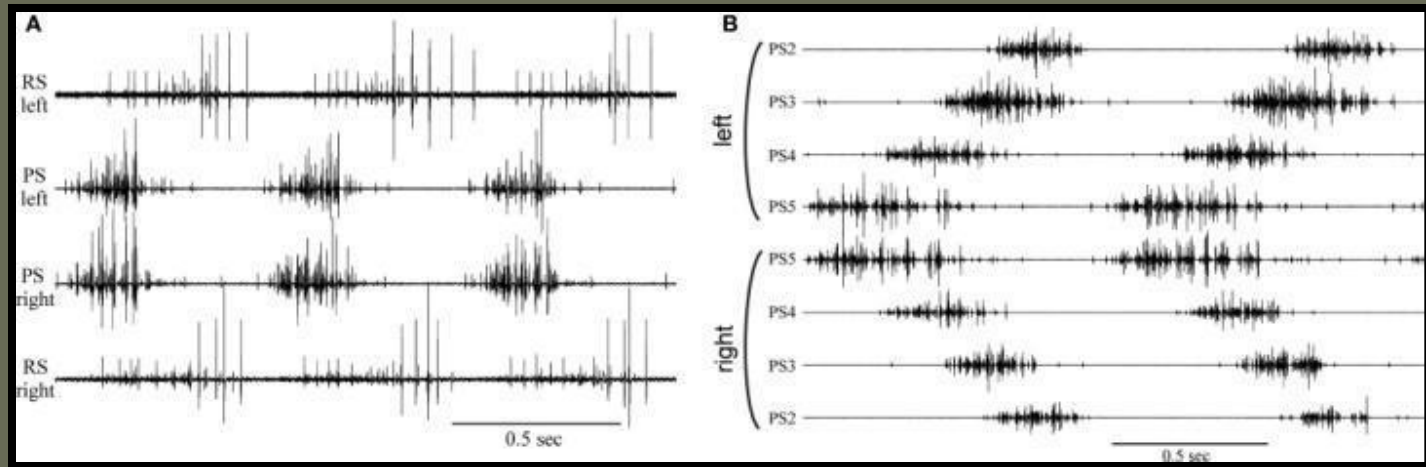 A
RS
left
PS
left
PS
right
RS
right
0.5 sec
B
left
PS2
PS3
PS4
PS5
right
PS5
PS4
PS3
PS2
0.5 sec